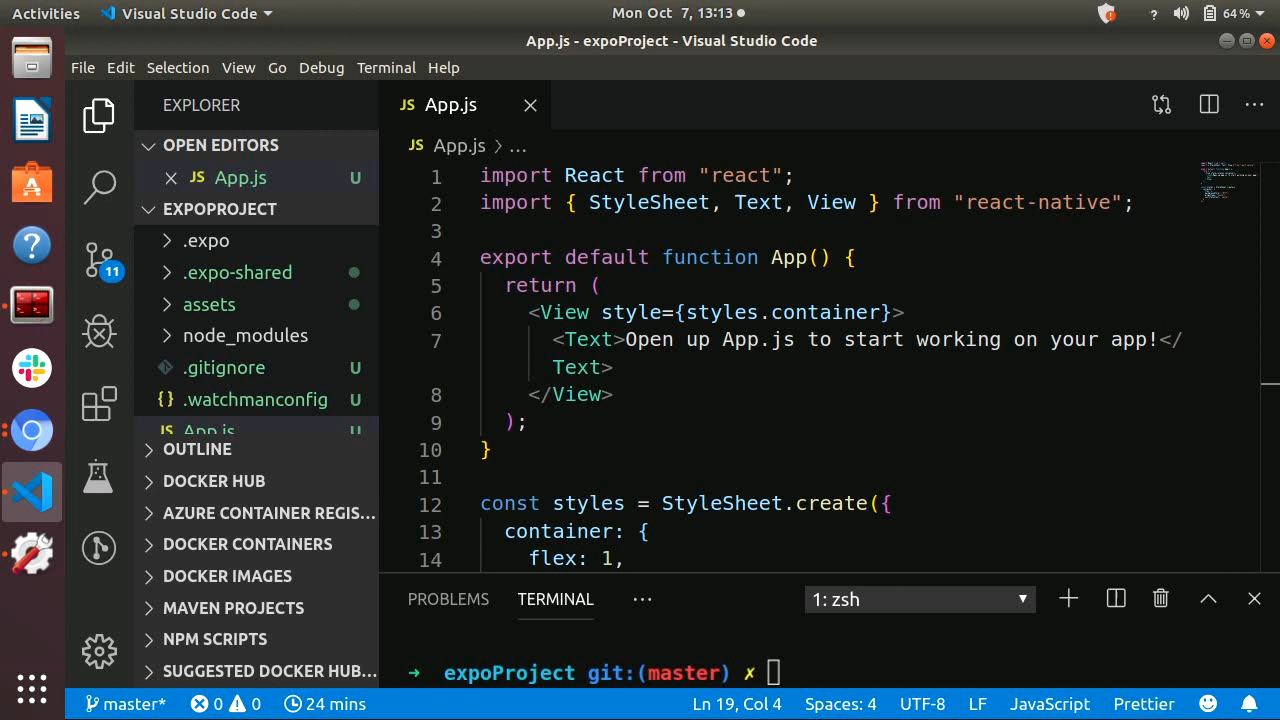 Activities Visual Studio Code Mon Oct 7, 13:13 ? 64 %
App.js - expoProject - Visual Studio Code
File Edit Selection View Go Debug Terminal Help
EXPLORER
OPEN EDITORS
JS App.js U
EXPOPROJECT
.expo
.expo-shared
assets
node_modules
.gitignore U
{} .watchmanconfig U
JS App.js U
OUTLINE
DOCKER HUB
AZURE CONTAINER REGIS...
DOCKER CONTAINERS
DOCKER IMAGES
MAVEN PROJECTS
NPM SCRIPTS
SUGGESTED DOCKER HUB...
11
JS App.js
JS App.js > ...
1 import React from "react";
2 import { StyleSheet, Text, View } from "react-native";
3
4 export default function App() {
5 return (
6 <View style={styles.container}>
7 <Text>Open up App.js to start working on your app!</
Text>
8 </View>
9 );
10 }
11
12 const styles = StyleSheet.create({
13 container: {
14 flex: 1,
PROBLEMS TERMINAL ... 1: zsh
➜ expoProject git:(master) ✗
master* 0 0 24 mins Ln 19, Col 4 Spaces: 4 UTF-8 LF JavaScript Prettier